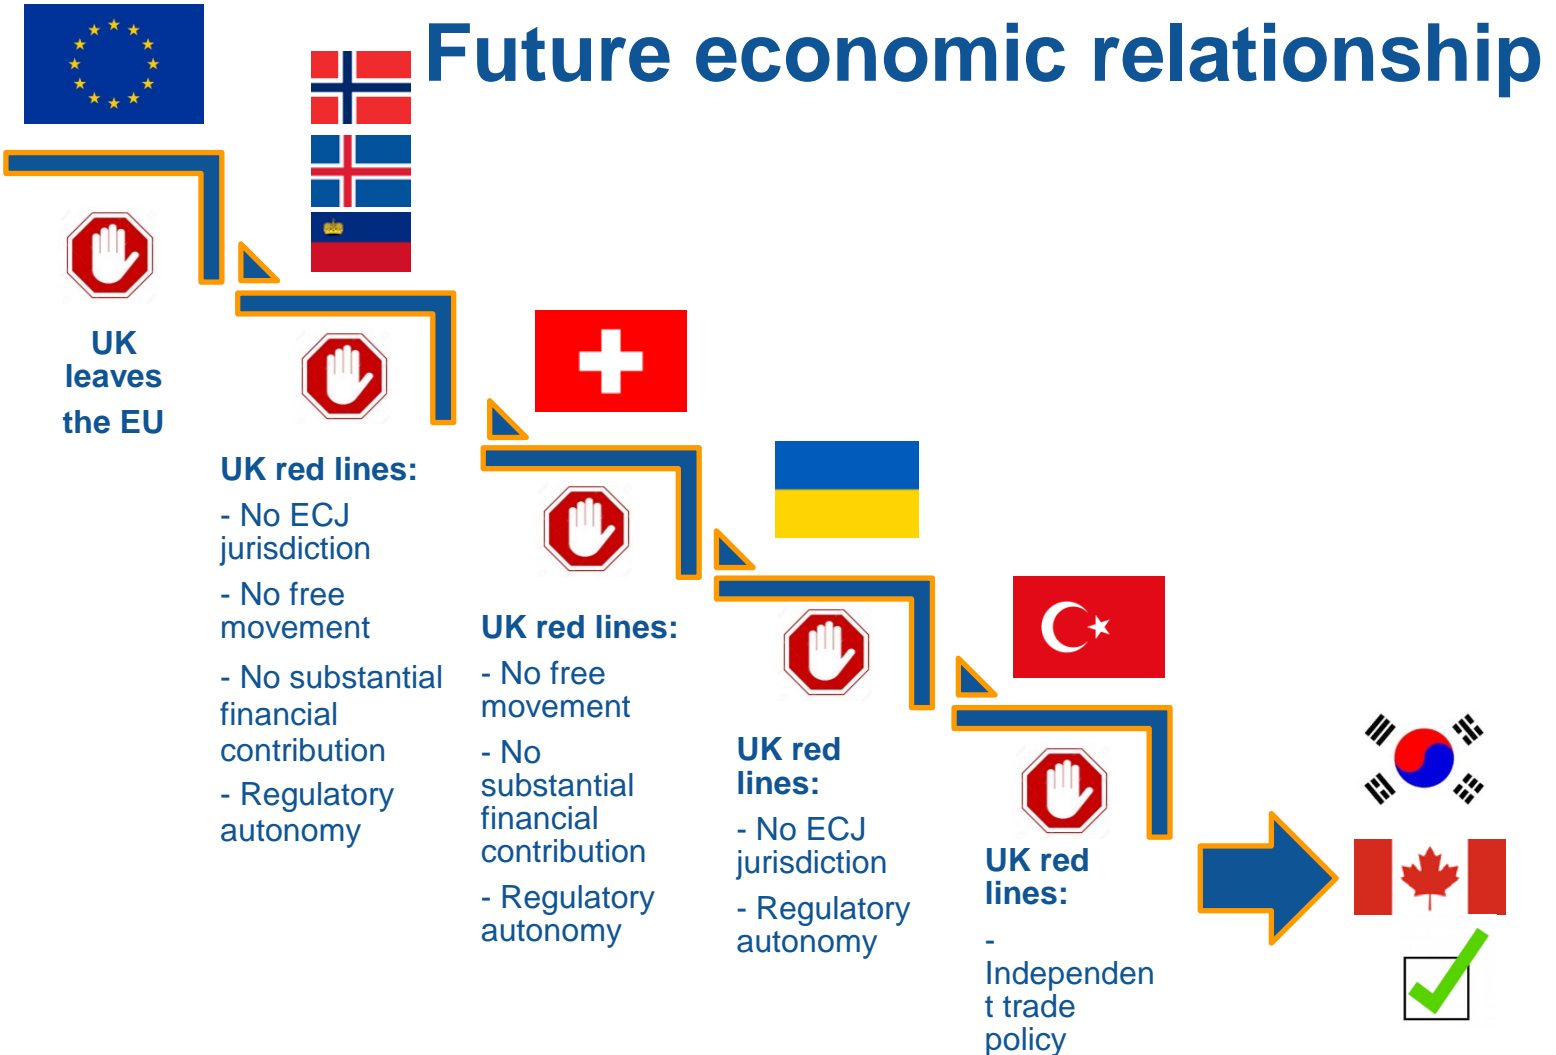 Future economic relationship
UK
leaves
the EU
UK red lines:
- No ECJ
jurisdiction
- No free
movement
- No substantial
financial
contribution
- Regulatory
autonomy
UK red lines:
- No free
movement
- No
substantial
financial
contribution
- Regulatory
autonomy
UK red
lines:
- No ECJ
jurisdiction
- Regulatory
autonomy
UK red
lines:
-
Independen
t trade
policy